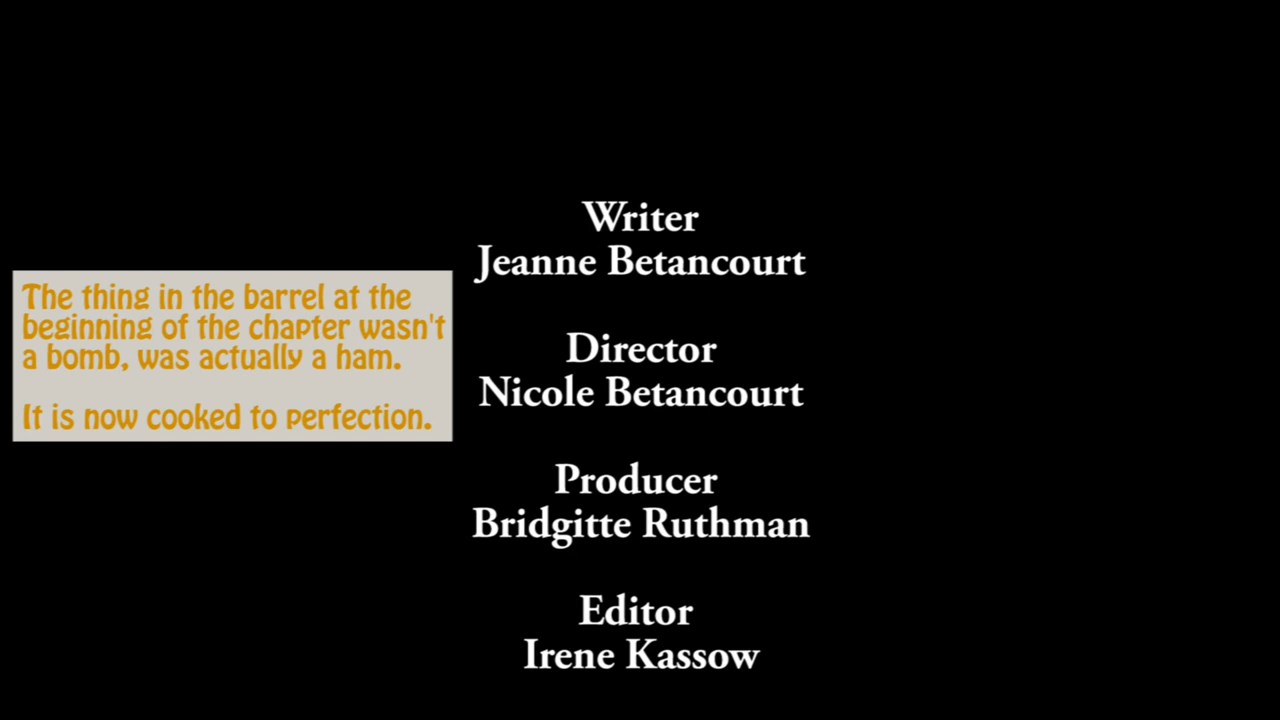 Writer
Jeanne Betancourt
The thing in the barrel at the
beginning of the chapter wasn't
a bomb, was actually a ham.
It is now cooked to perfection.
Director
Nicole Betancourt
Producer
Bridgitte Ruthman
Editor
Irene Kassow